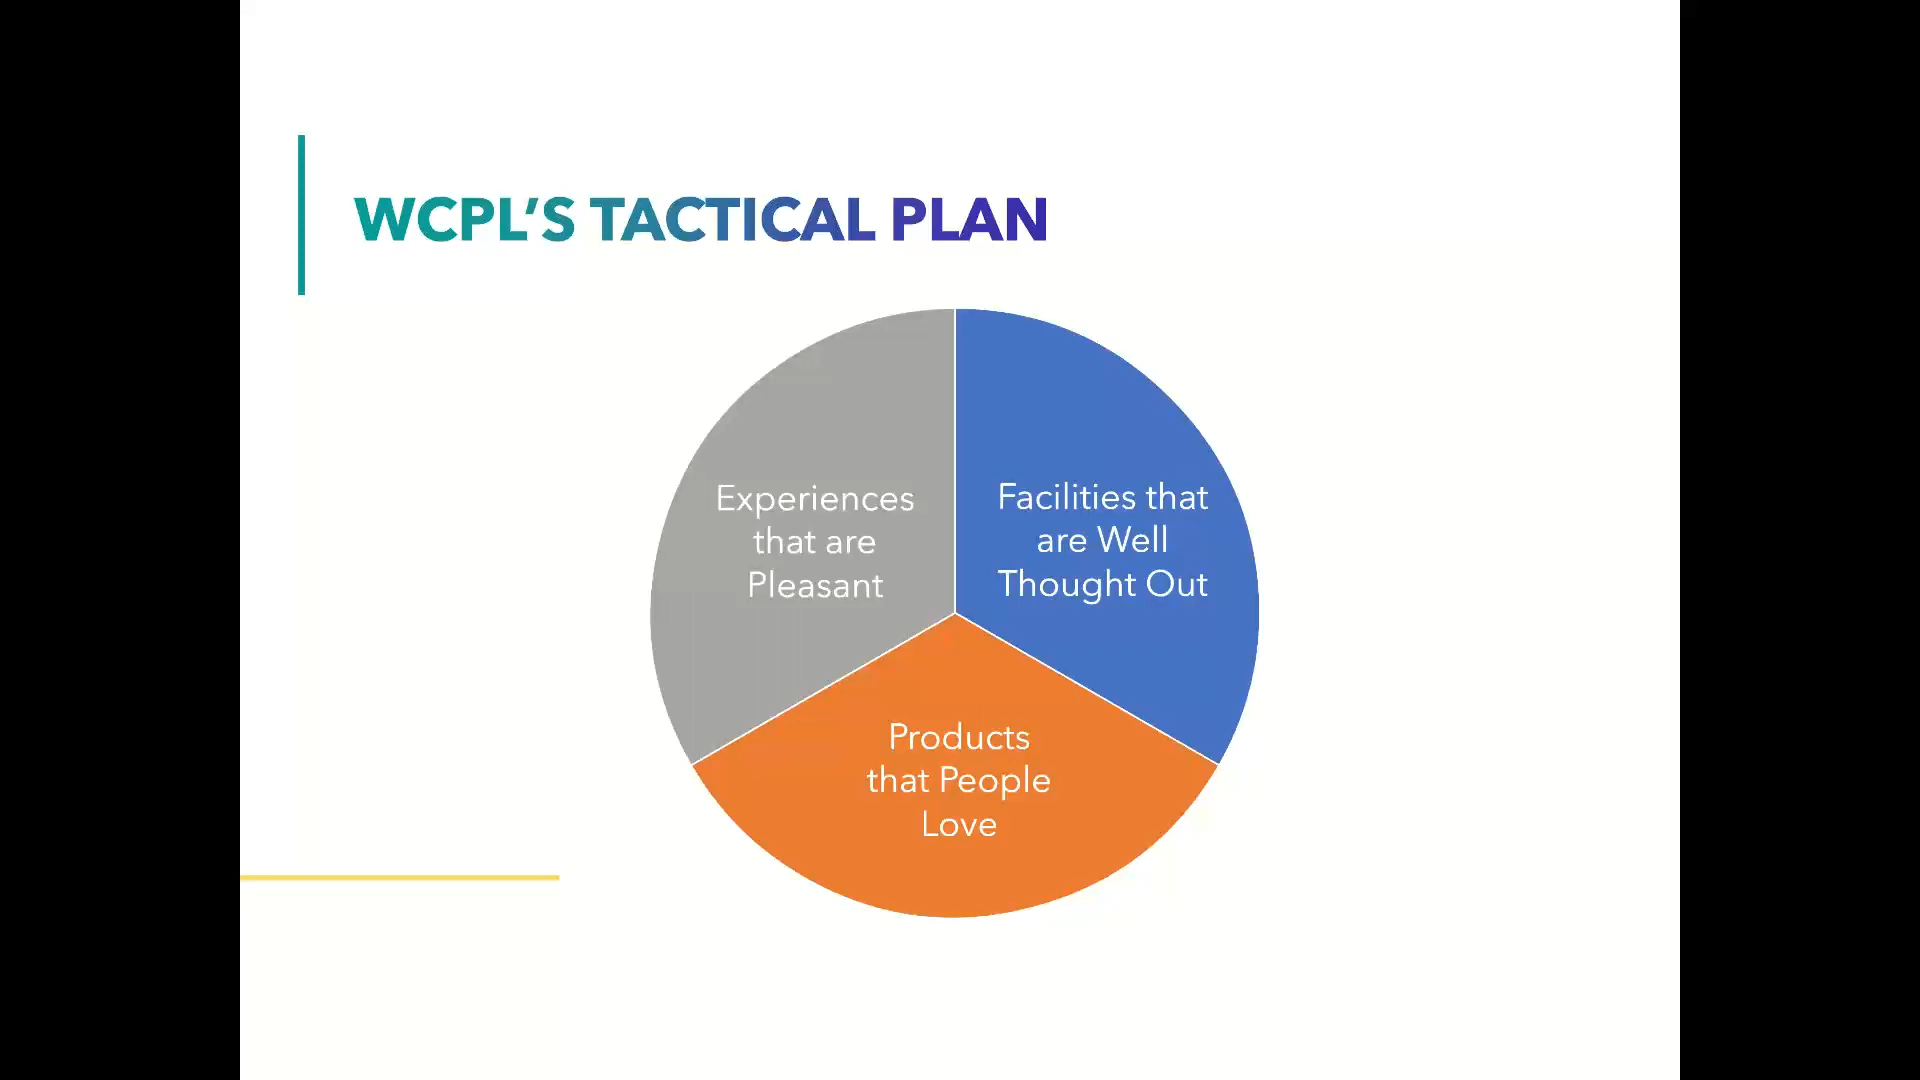 WCPL’S TACTICAL PLAN
Experiences
that are
Pleasant
Facilities that
are Well
Thought Out
Products
that People
Love